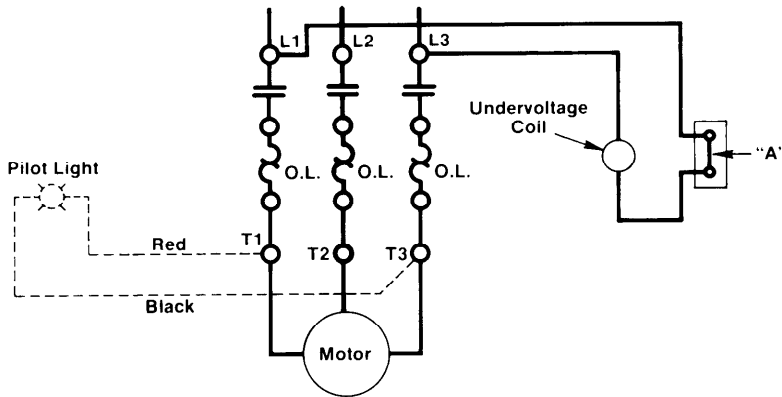 L1
L2
L3
Undervoltage
Coil
"A"
Pilot Light
O.L.
O.L.
O.L.
Red
T1
T2
T3
Black
Motor